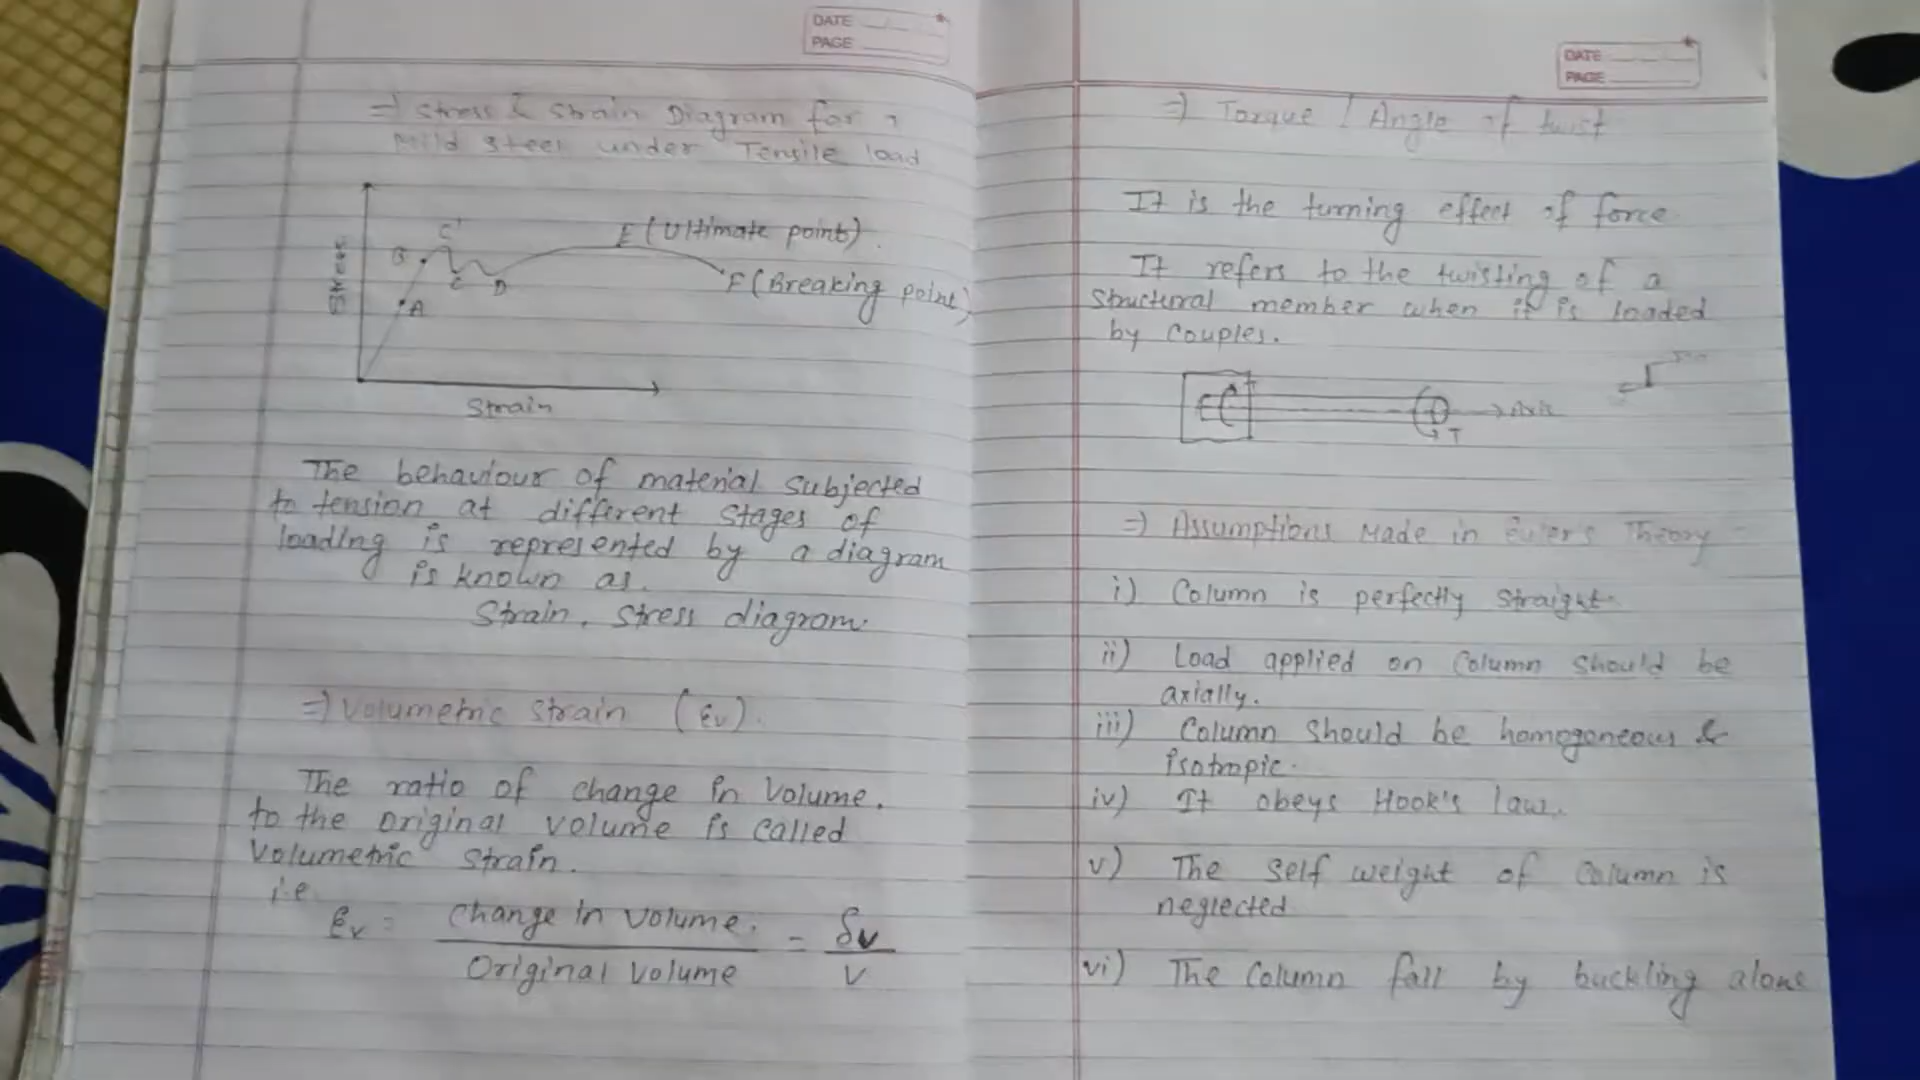 DATE
PAGE
=) Stress & Strain Diagram for a
Mild steel under Tensile load
C'
E (Ultimate point).
B
C
D
F (Breaking point)
A
Stress
Strain
The behaviour of material subjected
to tension at different stages of
loading is represented by a diagram
is known as.
Strain, Stress diagram.
=) Volumetric Strain (εv).
The ratio of change in Volume.
to the original volume is called
Volumetric Strain.
i.e
εv = Change in Volume. / Original Volume = δv / v
DATE
PAGE
=) Torque / Angle of twist
It is the turning effect of force
It refers to the twisting of a
Structural member when it is loaded
by Couples.
Axis
T
=) Assumptions Made in Euler's Theory
i) Column is perfectly Straight
ii) Load applied on Column Should be
axially.
iii) Column Should be homogeneous &
isotropic.
iv) It obeys Hook's law.
v) The Self weight of Column is
neglected
vi) The Column fall by buckling alone